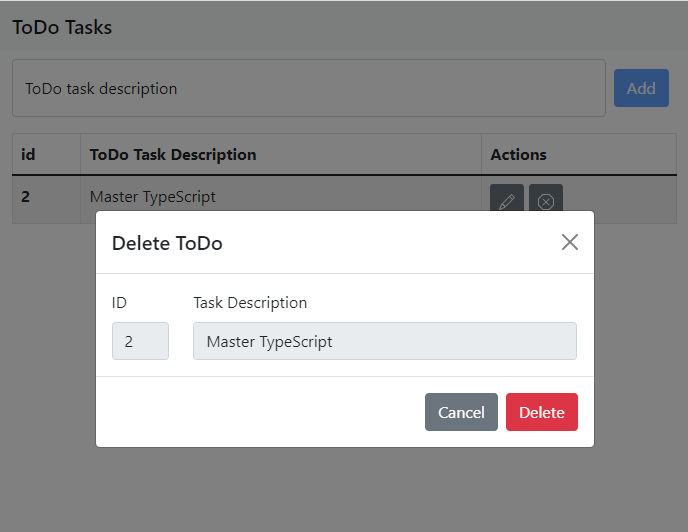 ToDo Tasks
ToDo task description Add
id ToDo Task Description Actions
2 Master TypeScript
Delete ToDo
ID Task Description
2 Master TypeScript
Cancel Delete